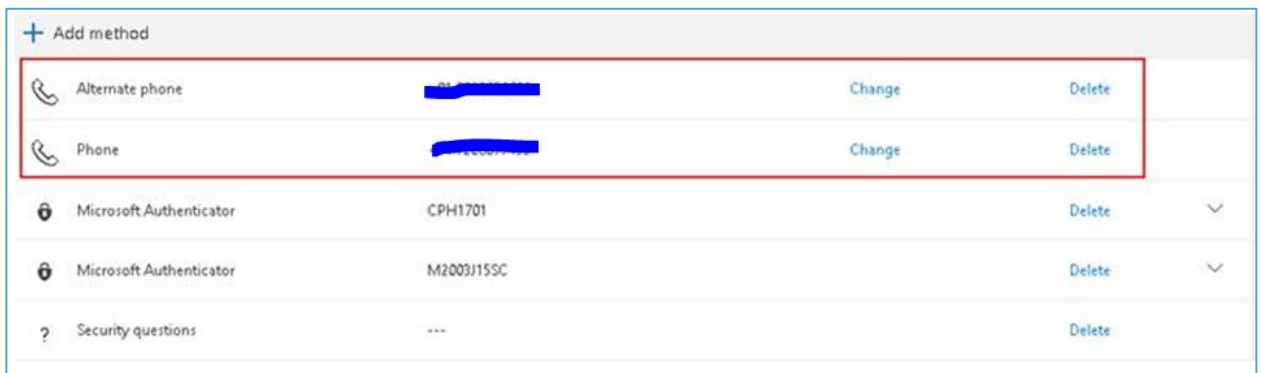 + Add method
Alternate phone Change Delete
Phone Change Delete
Microsoft Authenticator CPH1701 Delete
Microsoft Authenticator M2003J15SC Delete
? Security questions --- Delete